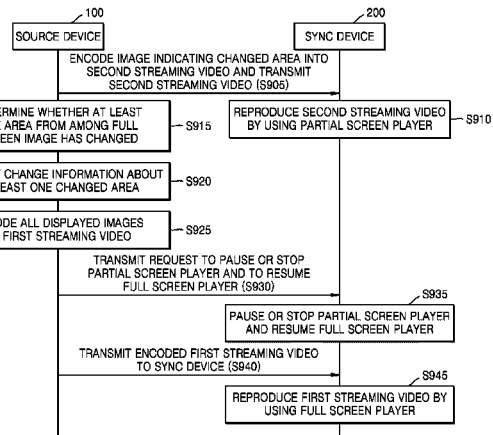 100
200
SOURCE DEVICE
SYNC DEVICE
ENCODE IMAGE INDICATING CHANGED AREA INTO
SECOND STREAMING VIDEO AND TRANSMIT
SECOND STREAMING VIDEO (S905)
WHETHER AT LEAST
AREA FROM AMONG FULL
IMAGE HAS CHANGED
S915
REPRODUCE SECOND STREAMING VIDEO
BY USING PARTIAL SCREEN PLAYER
S910
CHANGE INFORMATION ABOUT
ONE CHANGED AREA
S920
ALL DISPLAYED IMAGES
FIRST STREAMING VIDEO
S925
TRANSMIT REQUEST TO PAUSE OR STOP
PARTIAL SCREEN PLAYER AND TO RESUME
FULL SCREEN PLAYER (S930)
S935
PAUSE OR STOP PARTIAL SCREEN PLAYER
AND RESUME FULL SCREEN PLAYER
TRANSMIT ENCODED FIRST STREAMING VIDEO
TO SYNC DEVICE (S940)
S945
REPRODUCE FIRST STREAMING VIDEO BY
USING FULL SCREEN PLAYER